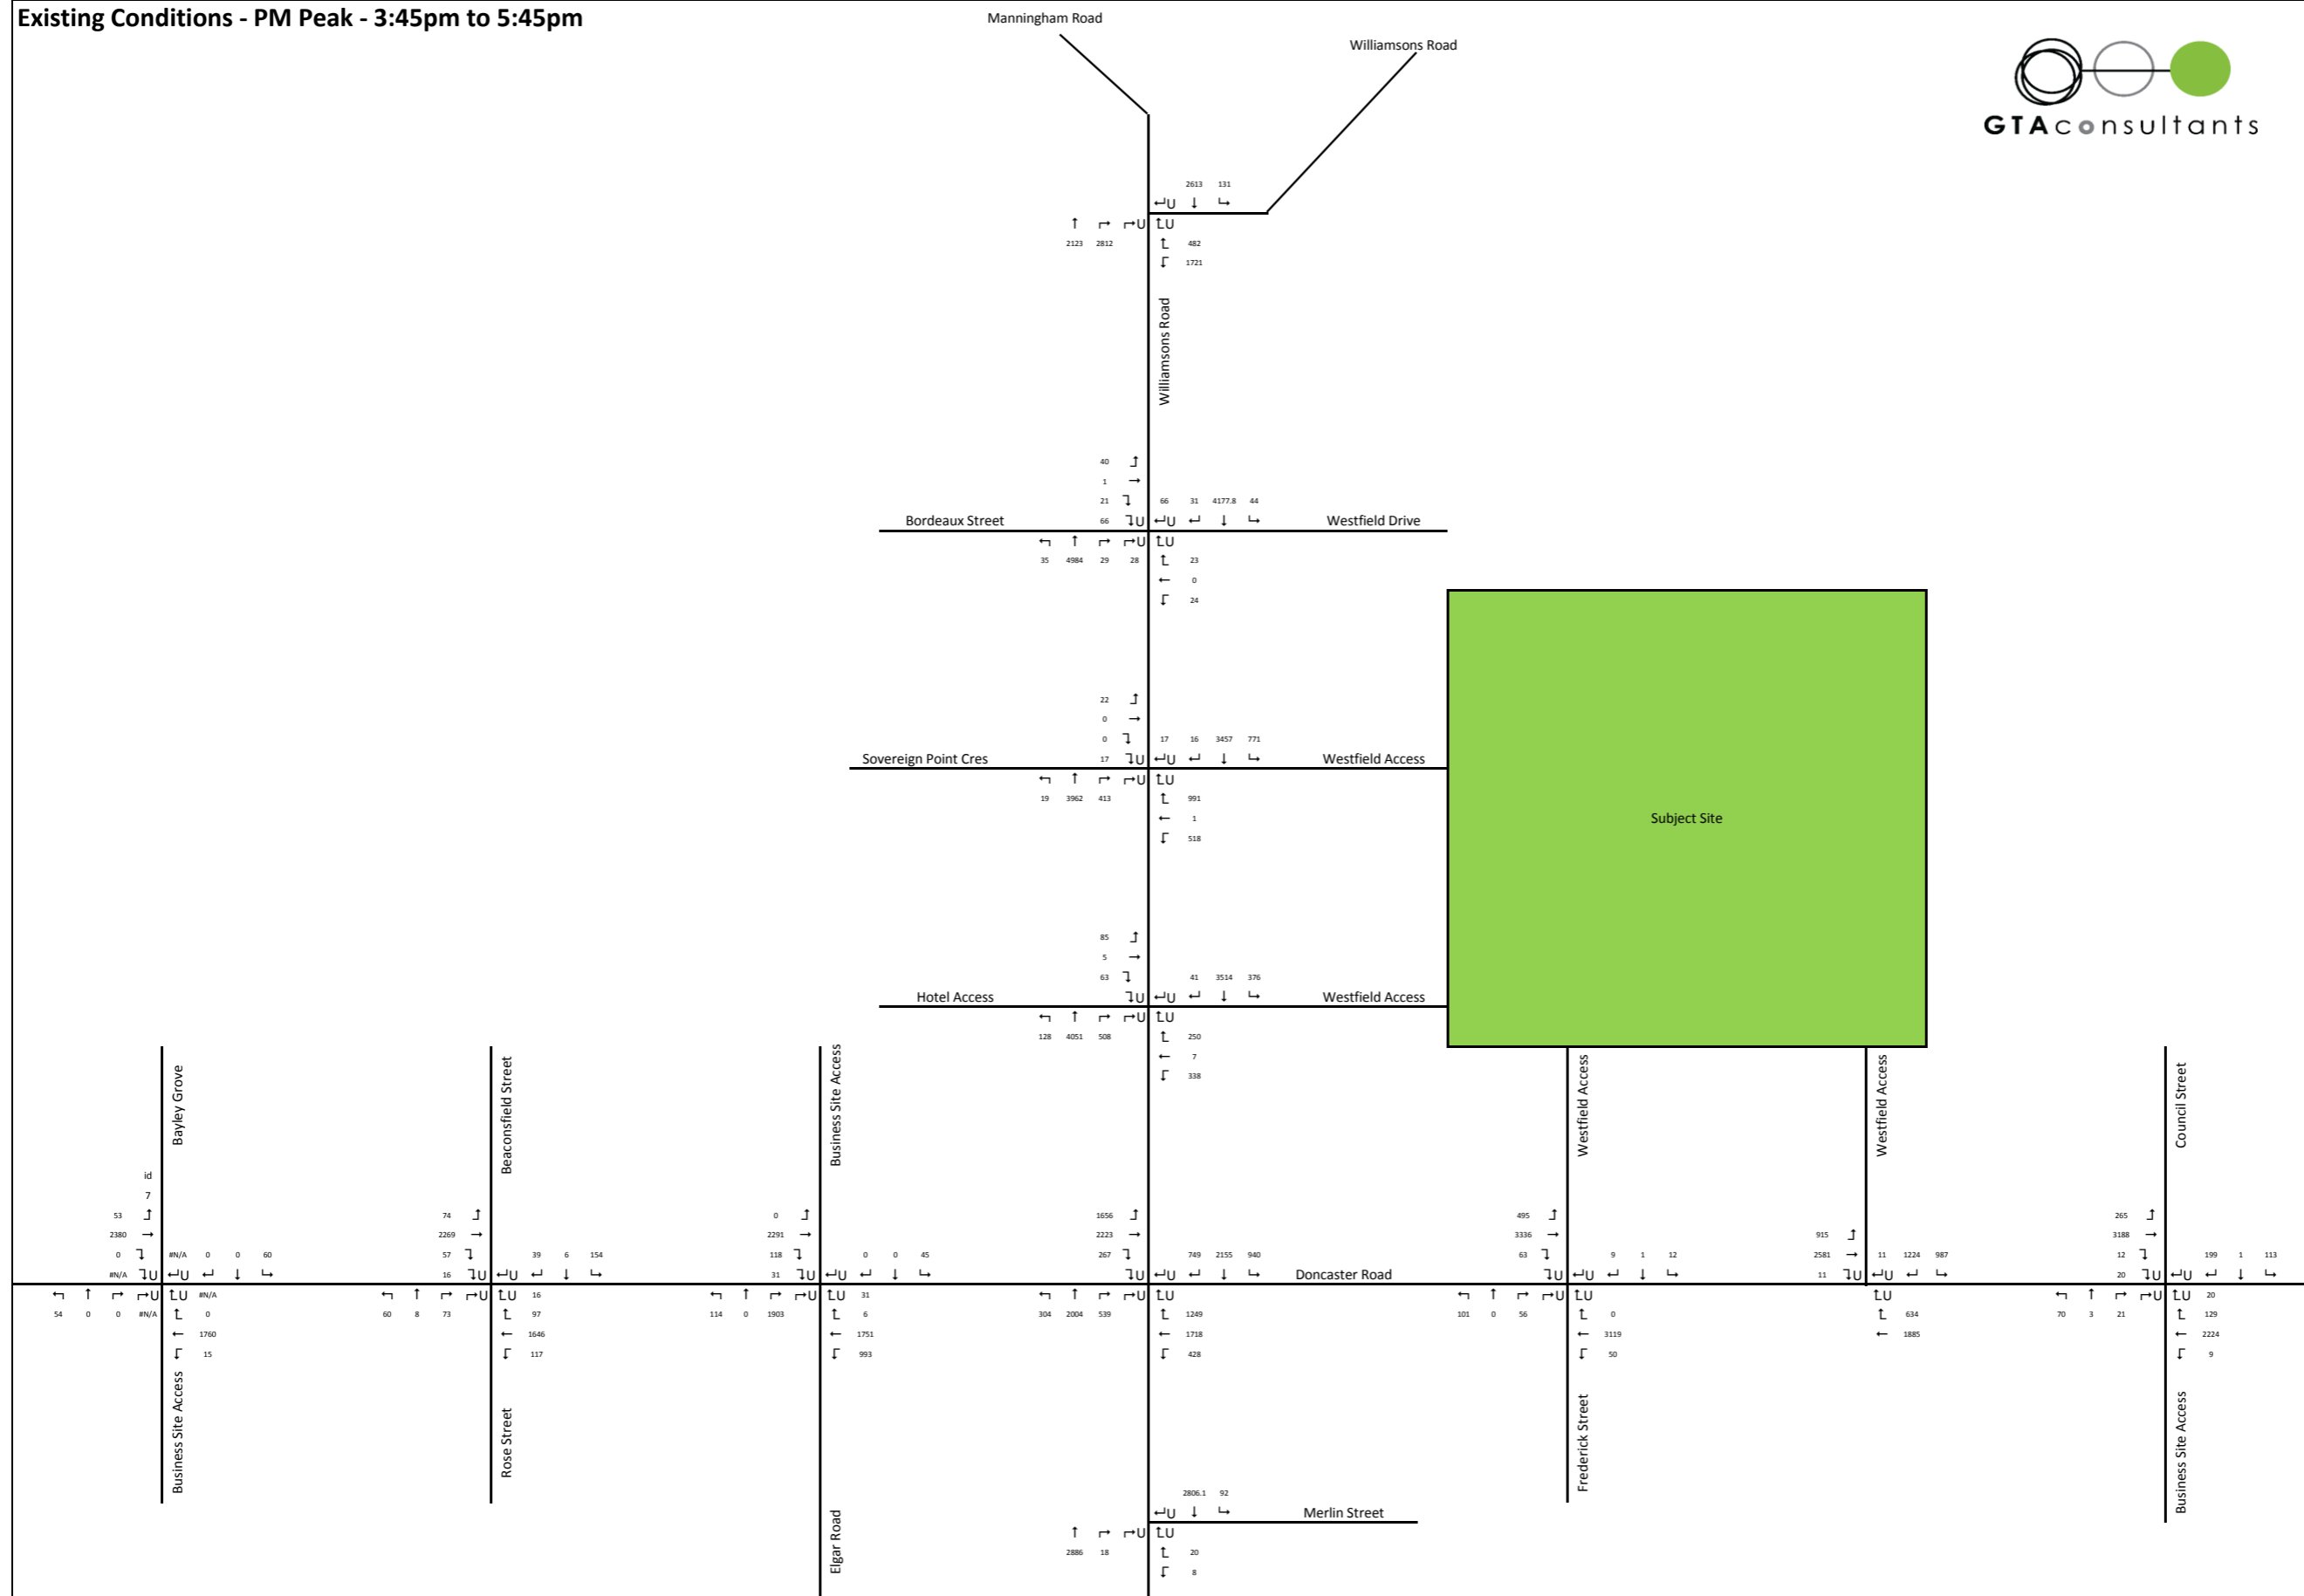 Existing Conditions - PM Peak - 3:45pm to 5:45pm
Manningham Road
Williamsons Road
GTAconsultants
2613 131
←U ↓
↑ U U
2123 2812 482
1721
Williamsons Road
40
1
21 66 31 4177.8 44
Bordeaux Street 66 U U Westfield Drive
U U
35 4984 29 28 23
0
24
22
0
0 17 16 3457 771
Sovereign Point Cres 17 U U Westfield Access
U U
19 3962 413 991
1
518
Subject Site
85
5
63 41 3514 376
Hotel Access U U Westfield Access
U U
128 4051 508 250
7
338
Bayley Grove
Beaconsfield Street
Business Site Access
Westfield Access
Westfield Access
Council Street
id
7
53 74 0 1656 495 265
2380 2269 2291 2223 3336 915 3188
0 #N/A 0 0 60 57 39 6 154 118 0 0 45 267 749 2155 940 63 9 1 12 2581 11 1224 987 12 199 1 113
#N/A U U 16 U U 31 U U U U Doncaster Road U U 11 U U 20 U U
U U #N/A U U 16 U U 31 U U U U U U U 20
54 0 0 #N/A 0 60 8 73 97 114 0 1903 6 304 2004 539 1249 101 0 56 0 634 70 3 21 129
1760 1646 1751 1718 3119 1885 2224
15 117 993 428 50 9
Business Site Access
Rose Street
Elgar Road
Frederick Street
Business Site Access
2806.1 92
U Merlin Street
U U
2886 18 20
8